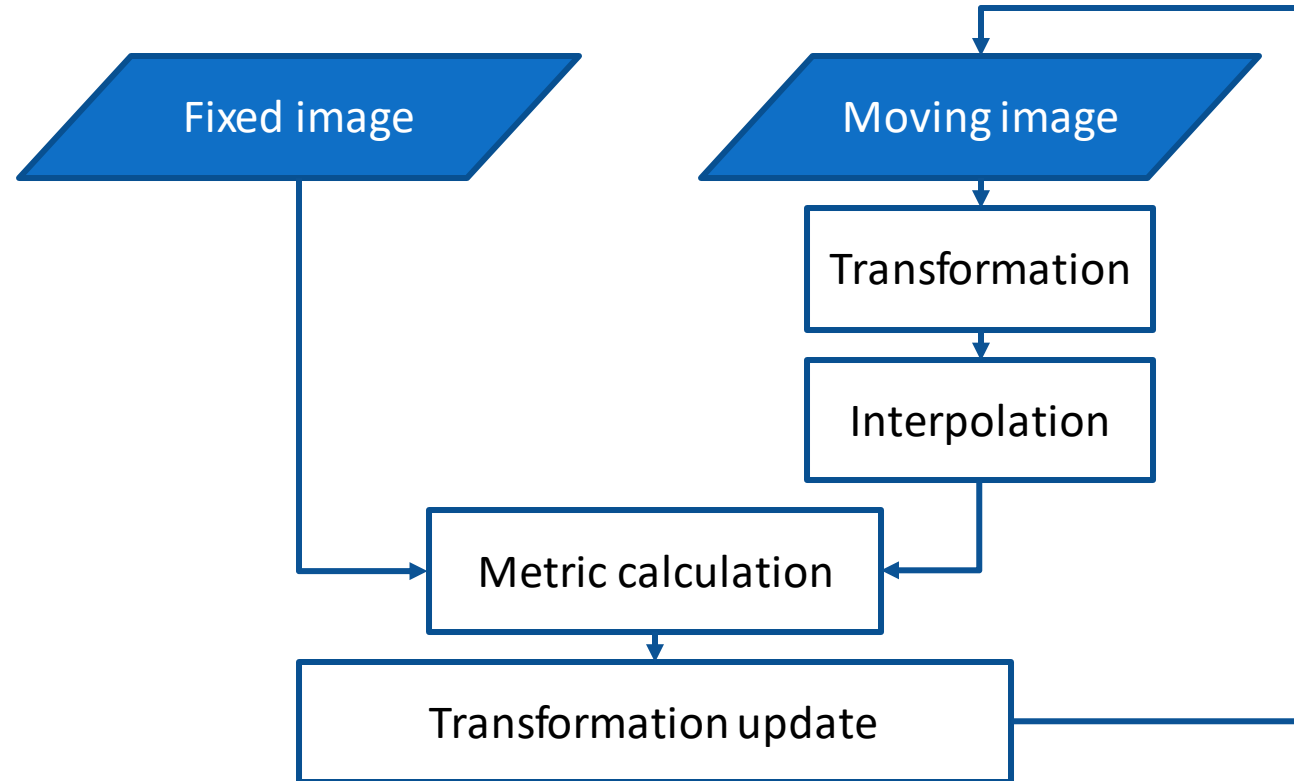 Fixed image
Moving image
Transformation
Interpolation
Metric calculation
Transformation update